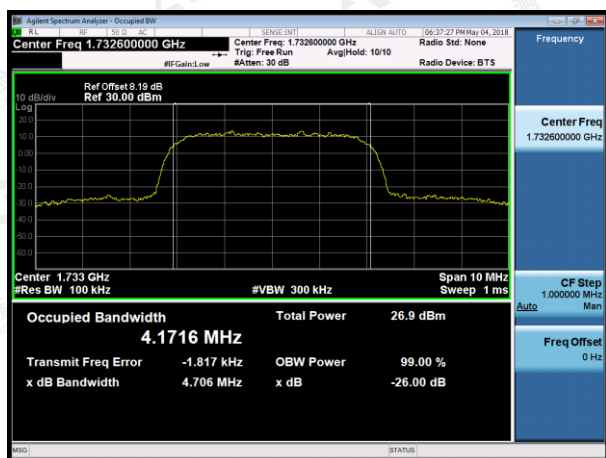 Agilent Spectrum Analyzer - Occupied BW
RL RF 50 Ω AC SENSE:INT ALIGN AUTO 06:37:27 PM May 04, 2018
Center Freq 1.732600000 GHz
Center Freq: 1.732600000 GHz
Radio Std: None
Trig: Free Run Avg|Hold: 10/10
#IFGain:Low #Atten: 30 dB
Radio Device: BTS
Frequency
Ref Offset 8.19 dB
10 dB/div Ref 30.00 dBm
Log
20.0
10.0
0.00
-10.0
-20.0
-30.0
-40.0
-50.0
-60.0
Center 1.733 GHz Span 10 MHz
#Res BW 100 kHz #VBW 300 kHz Sweep 1 ms
Occupied Bandwidth Total Power 26.9 dBm
4.1716 MHz
Transmit Freq Error -1.817 kHz OBW Power 99.00 %
x dB Bandwidth 4.706 MHz x dB -26.00 dB
Center Freq
1.732600000 GHz
CF Step
1.000000 MHz
Auto Man
Freq Offset
0 Hz
MSG STATUS